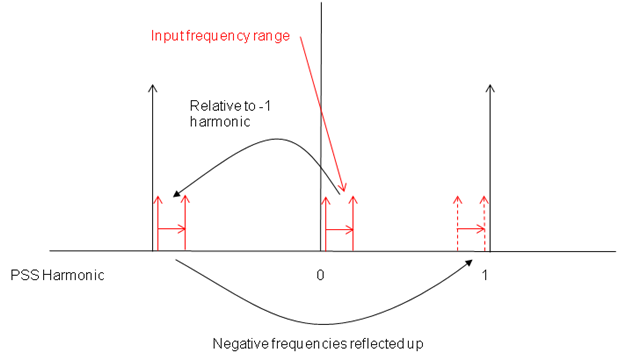 Input frequency range
Relative to -1
harmonic
PSS Harmonic 0 1
Negative frequencies reflected up